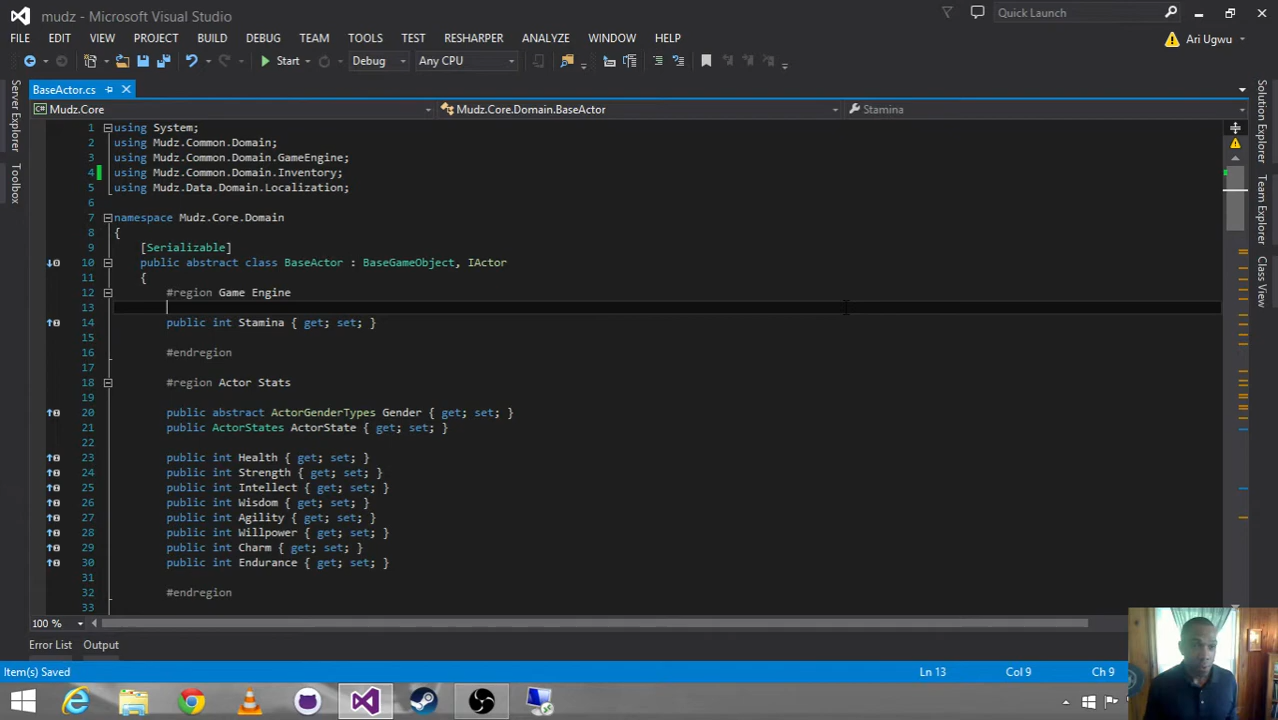 mudz - Microsoft Visual Studio
Quick Launch
FILE EDIT VIEW PROJECT BUILD DEBUG TEAM TOOLS TEST RESHARPER ANALYZE WINDOW HELP
Ari Ugwu
Start Debug Any CPU
BaseActor.cs
Mudz.Core Mudz.Core.Domain.BaseActor Stamina
Server Explorer
Toolbox
Solution Explorer
Team Explorer
Class View
1 using System;
2 using Mudz.Common.Domain;
3 using Mudz.Common.Domain.GameEngine;
4 using Mudz.Common.Domain.Inventory;
5 using Mudz.Data.Domain.Localization;
6
7 namespace Mudz.Core.Domain
8 {
9 [Serializable]
10 public abstract class BaseActor : BaseGameObject, IActor
11 {
12 #region Game Engine
13
14 public int Stamina { get; set; }
15
16 #endregion
17
18 #region Actor Stats
19
20 public abstract ActorGenderTypes Gender { get; set; }
21 public ActorStates ActorState { get; set; }
22
23 public int Health { get; set; }
24 public int Strength { get; set; }
25 public int Intellect { get; set; }
26 public int Wisdom { get; set; }
27 public int Agility { get; set; }
28 public int Willpower { get; set; }
29 public int Charm { get; set; }
30 public int Endurance { get; set; }
31
32 #endregion
33
100 %
Error List Output
Item(s) Saved Ln 13 Col 9 Ch 9